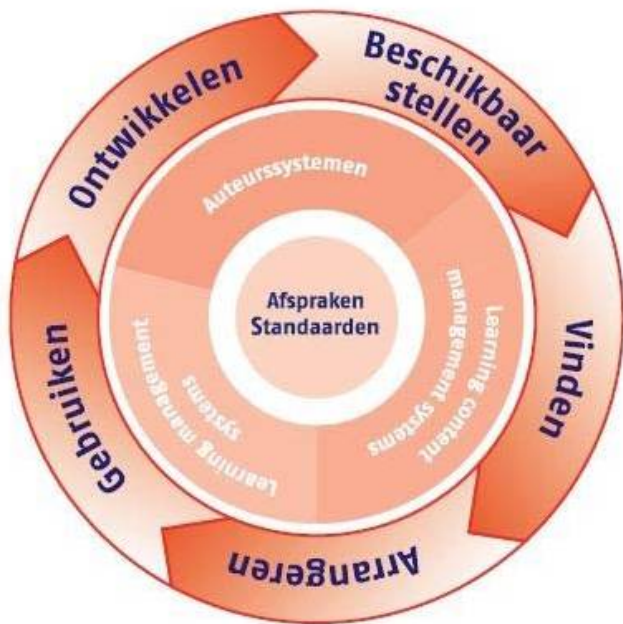 Ontwikkelen
Beschikbaar
stellen
Vinden
Arrangeren
Gebruiken
Auteurssystemen
Learning content
management systems
Learning management
systems
Afspraken
Standaarden